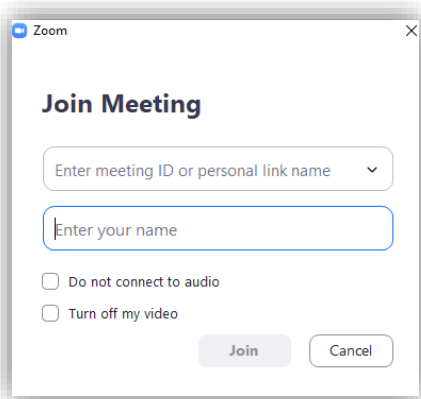 Zoom
Join Meeting
Enter meeting ID or personal link name
Enter your name
Do not connect to audio
Turn off my video
Join Cancel